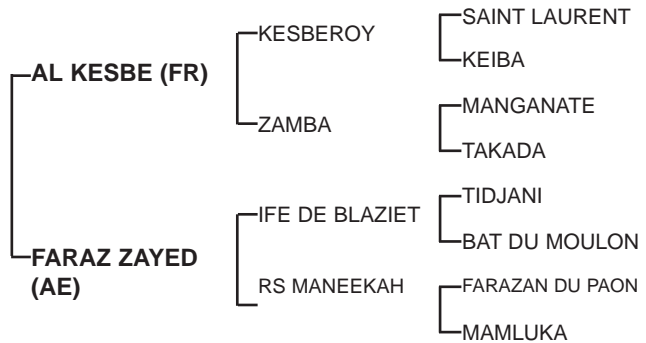 SAINT LAURENT
KESBEROY
KEIBA
AL KESBE (FR)
MANGANATE
ZAMBA
TAKADA
TIDJANI
IFE DE BLAZIET
BAT DU MOULON
FARAZ ZAYED
(AE)
RS MANEEKAH
FARAZAN DU PAON
MAMLUKA